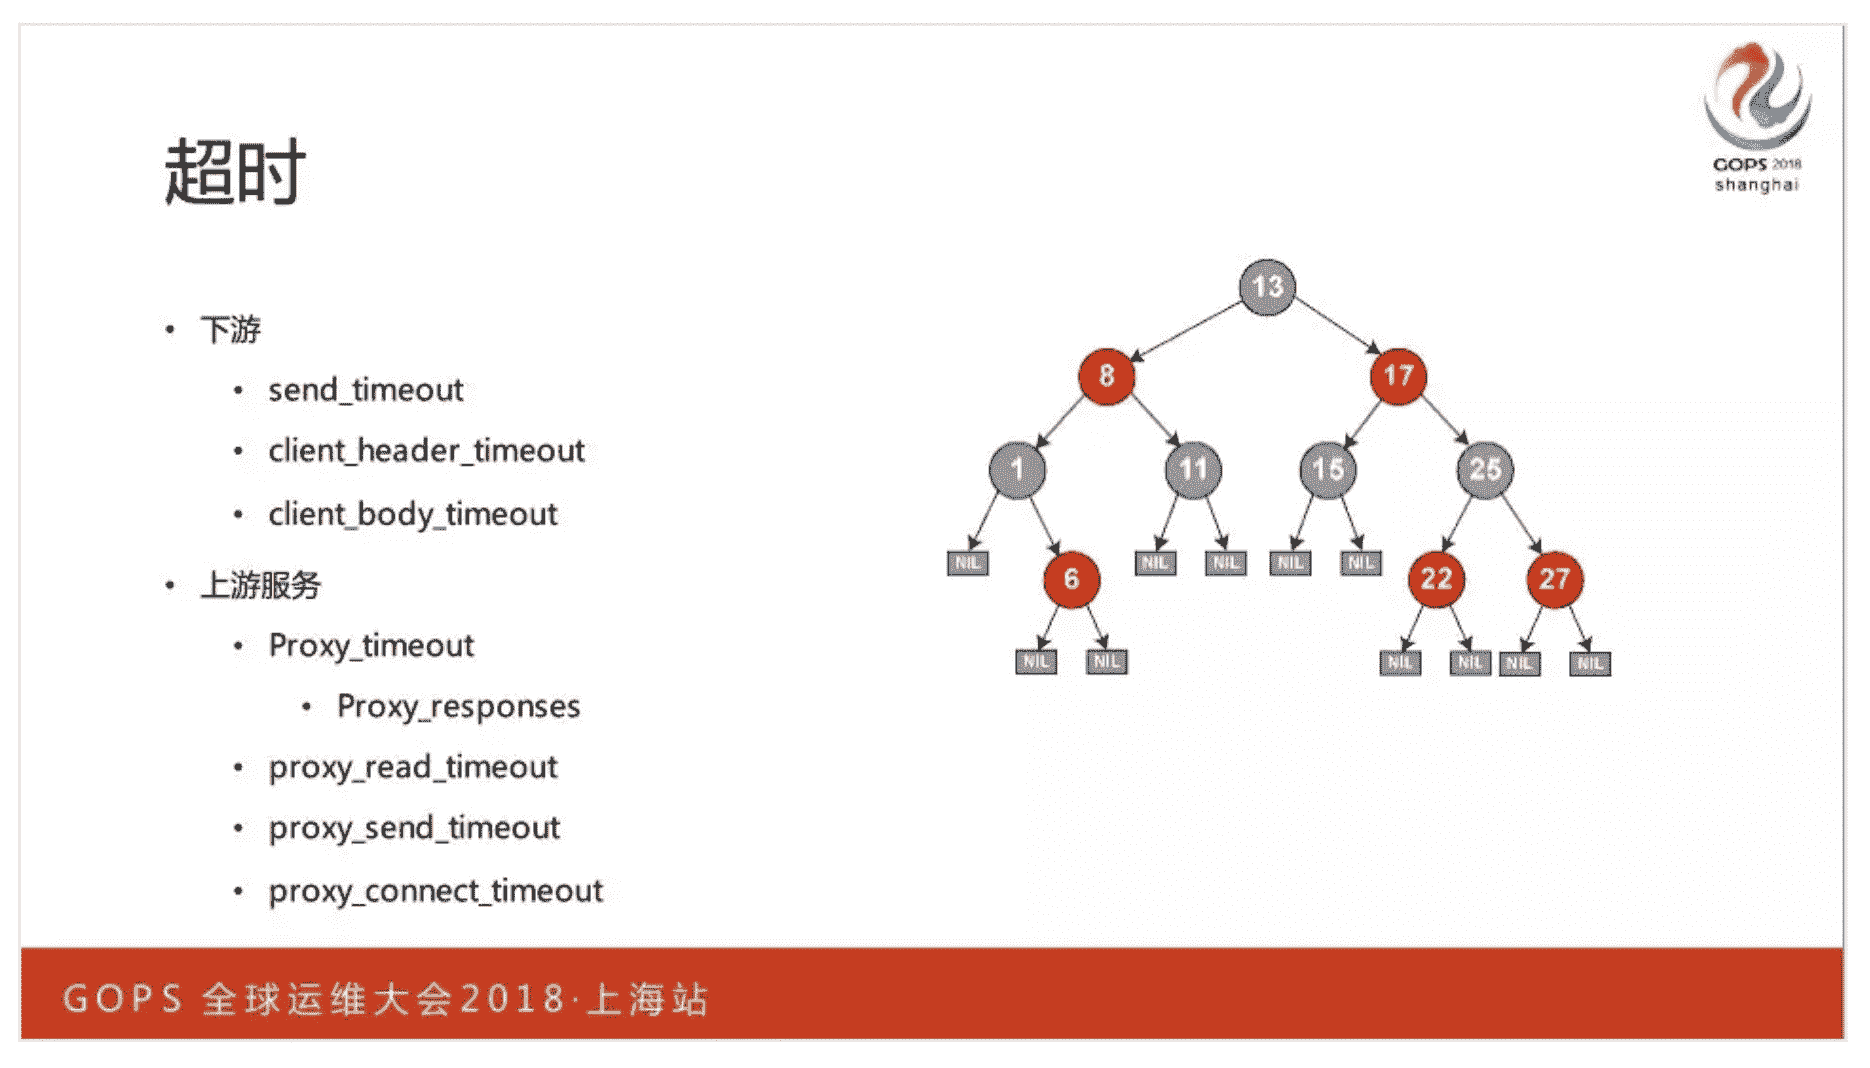 GOPS 2018
shanghai
超时
• 下游
• send_timeout
• client_header_timeout
• client_body_timeout
• 上游服务
• Proxy_timeout
• Proxy_responses
• proxy_read_timeout
• proxy_send_timeout
• proxy_connect_timeout
13
8 17
1 11 15 25
NIL NIL NIL NIL NIL
6 22 27
NIL NIL NIL NIL NIL NIL
GOPS 全球运维大会2018·上海站